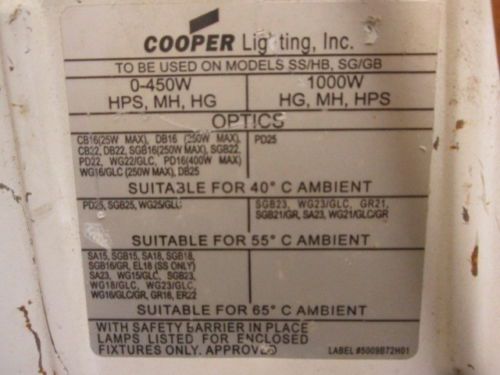 COOPER Lighting, Inc.
TO BE USED ON MODELS SS/HB, SG/GB
0-450W 1000W
HPS, MH, HG HG, MH, HPS
OPTICS
CB16(25W MAX), DB16 (250W MAX), PD25
CB22, DB22, SGB16(250W MAX), SGB22,
PD22, WG22/GLC, PD16(400W MAX)
WG16/GLC (250W MAX), DB25
SUITABLE FOR 40° C AMBIENT
PD25, SGB25, WG25/GLC SGB23, WG23/GLC, GR21,
SGB21/GR, SA23, WG21/GLC/GR
SUITABLE FOR 55° C AMBIENT
SA15, SGB15, SA18, SGB18,
SGB16/GR, EL18 (SS ONLY)
SA23, WG15/GLC, SGB23,
WG18/GLC, WG23/GLC,
WG16/GLC/GR, GR16, ER22
SUITABLE FOR 65° C AMBIENT
WITH SAFETY BARRIER IN PLACE
LAMPS LISTED FOR ENCLOSED
FIXTURES ONLY. APPROVED LABEL #5009B72H01